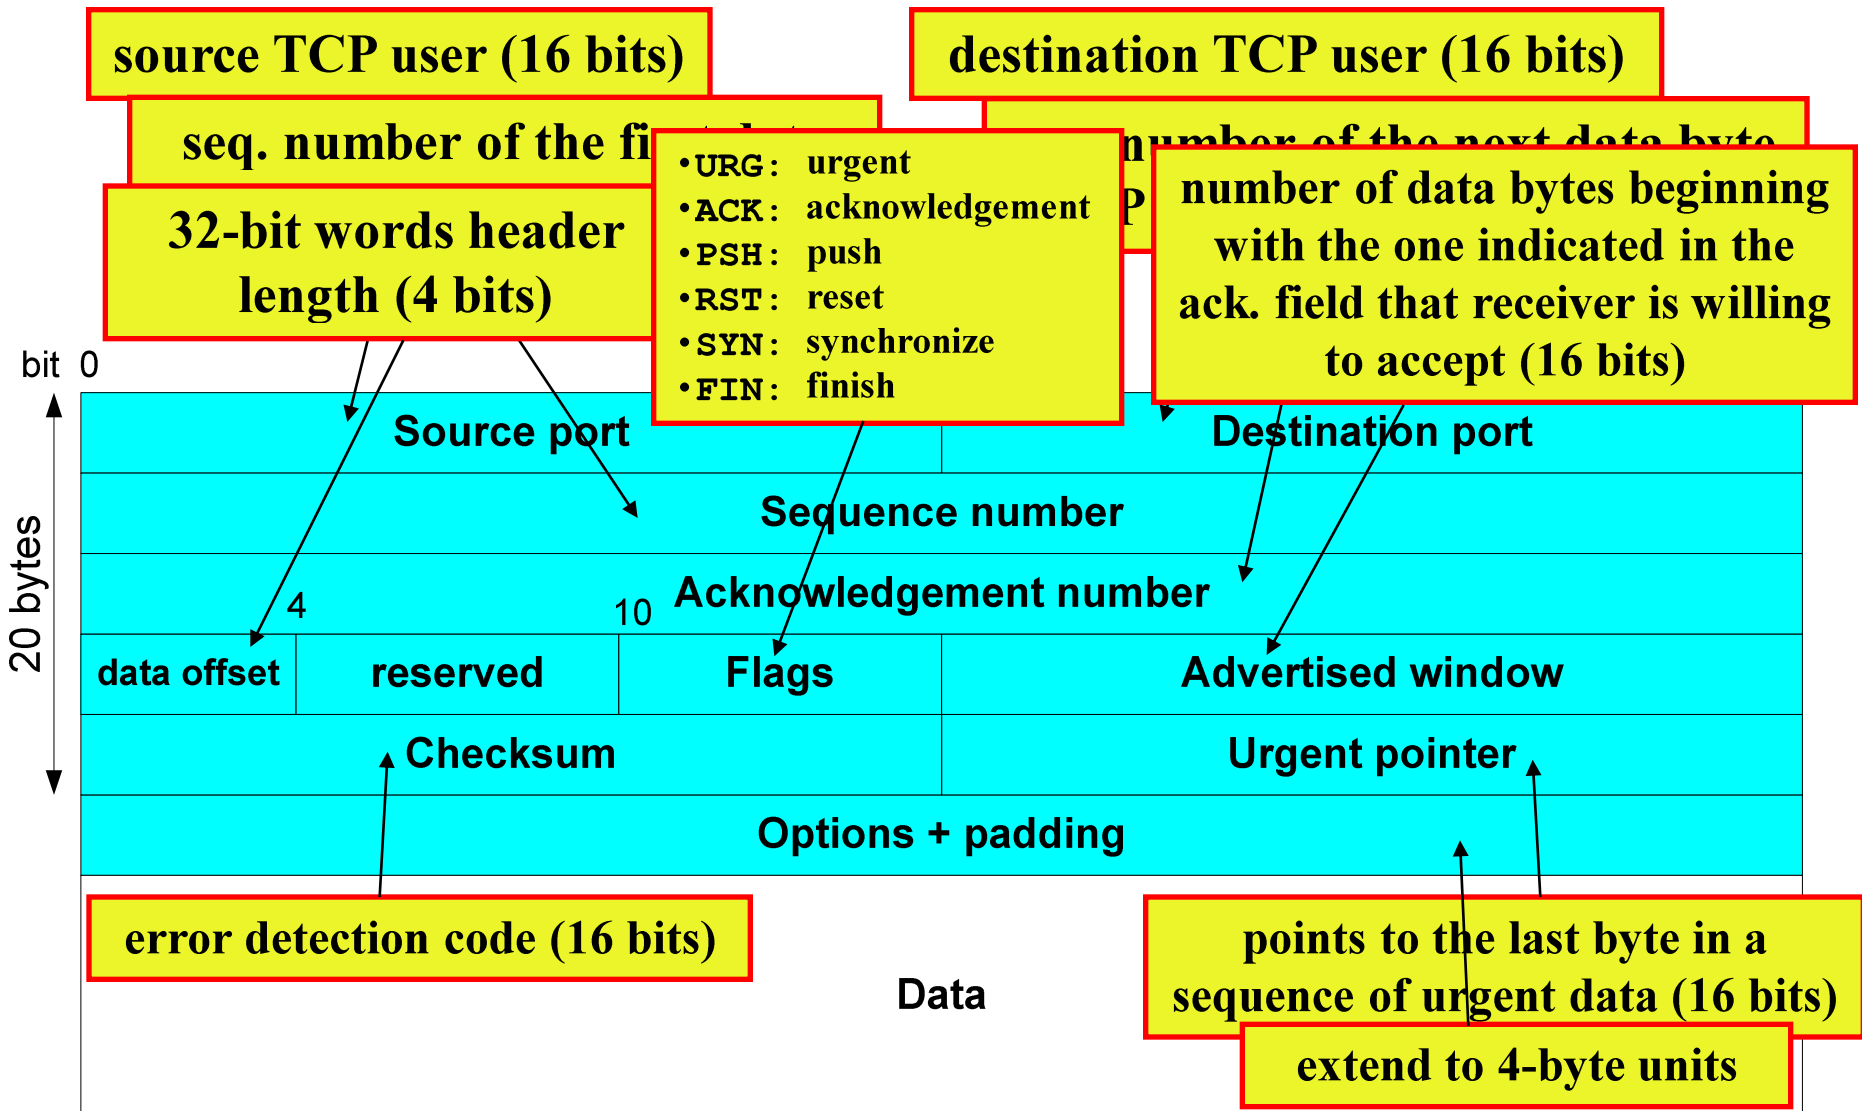 source TCP user (16 bits)
destination TCP user (16 bits)
seq. number of the
number of the next data byte
32-bit words header
length (4 bits)
•URG: urgent
•ACK: acknowledgement
•PSH: push
•RST: reset
•SYN: synchronize
•FIN: finish
number of data bytes beginning
with the one indicated in the
ack. field that receiver is willing
to accept (16 bits)
bit 0
20 bytes
Source port
Destination port
Sequence number
Acknowledgement number
4
10
data offset
reserved
Flags
Advertised window
Checksum
Urgent pointer
Options + padding
error detection code (16 bits)
Data
points to the last byte in a
sequence of urgent data (16 bits)
extend to 4-byte units